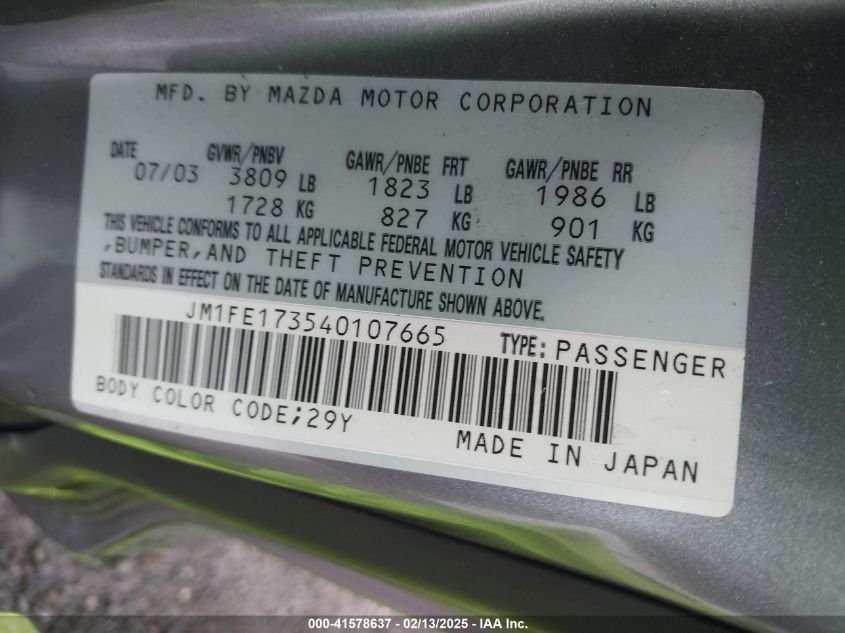 MFD. BY MAZDA MOTOR CORPORATION
DATE GVWR/PNBV GAWR/PNBE FRT GAWR/PNBE RR
07/03 3809 LB 1823 LB 1986 LB
1728 KG 827 KG 901 KG
THIS VEHICLE CONFORMS TO ALL APPLICABLE FEDERAL MOTOR VEHICLE SAFETY
,BUMPER,AND THEFT PREVENTION
STANDARDS IN EFFECT ON THE DATE OF MANUFACTURE SHOWN ABOVE.
JM1FE173540107665 TYPE: PASSENGER
BODY COLOR CODE;29Y
MADE IN JAPAN
000-41578637 - 02/13/2025 - IAA Inc.